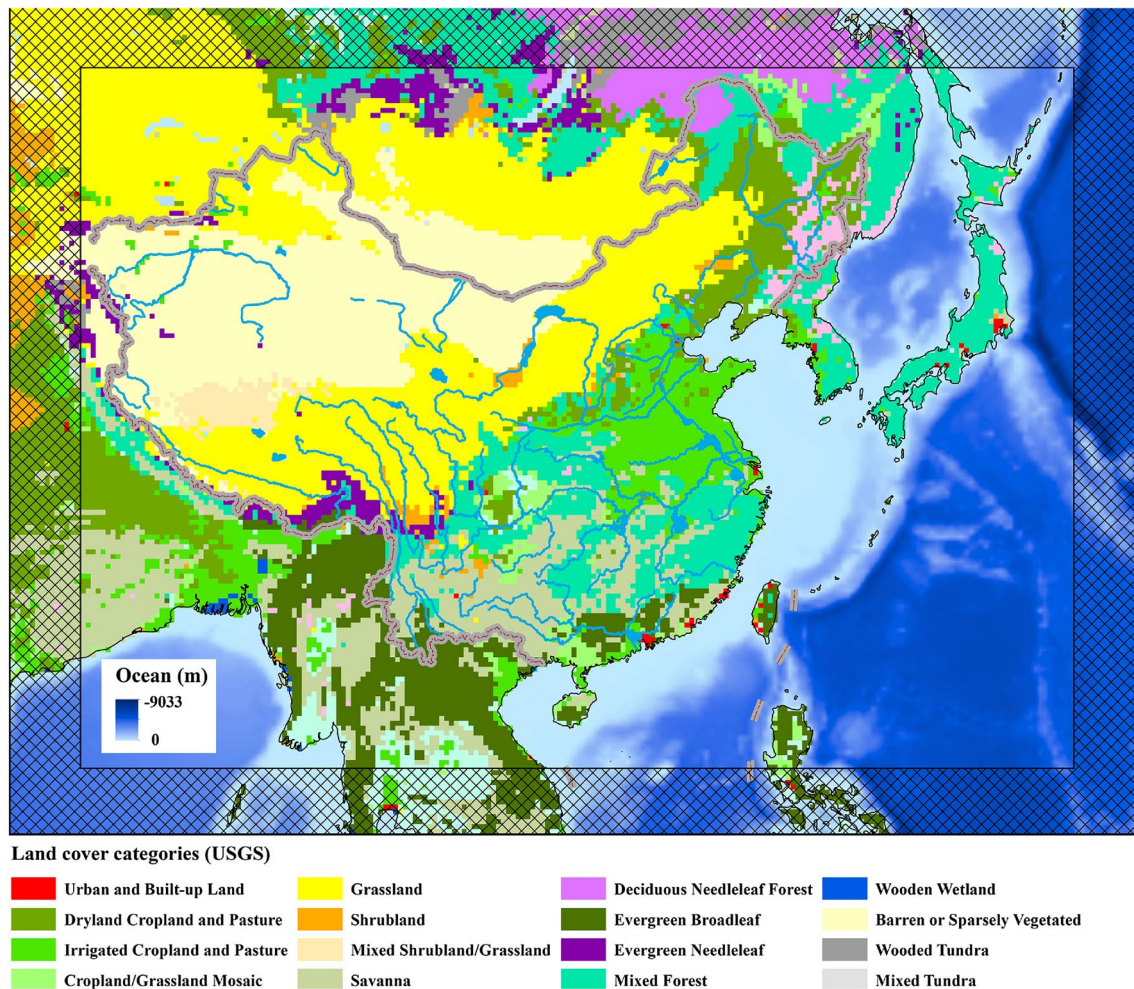 Ocean (m)
-9033
0
Land cover categories (USGS)
Urban and Built-up Land
Grassland
Deciduous Needleleaf Forest
Wooden Wetland
Dryland Cropland and Pasture
Shrubland
Evergreen Broadleaf
Barren or Sparsely Vegetated
Irrigated Cropland and Pasture
Mixed Shrubland/Grassland
Evergreen Needleleaf
Wooded Tundra
Cropland/Grassland Mosaic
Savanna
Mixed Forest
Mixed Tundra